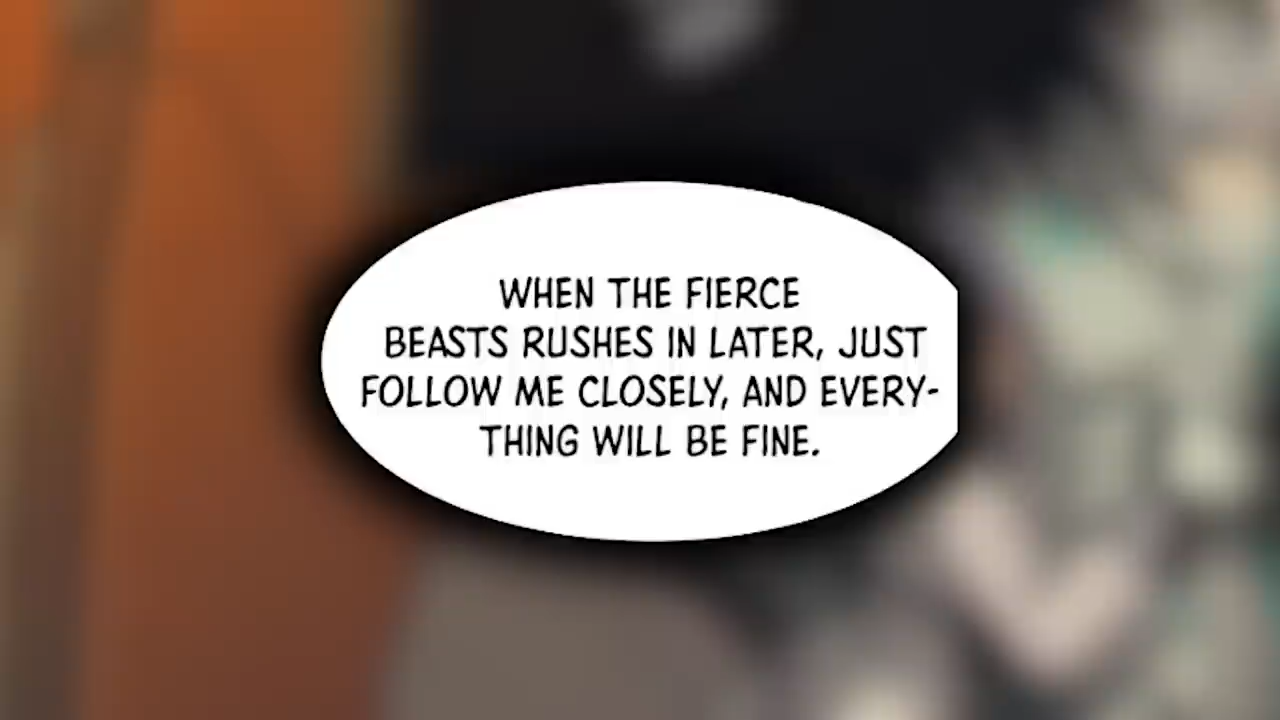 WHEN THE FIERCE
BEASTS RUSHES IN LATER, JUST
FOLLOW ME CLOSELY, AND EVERY-
THING WILL BE FINE.